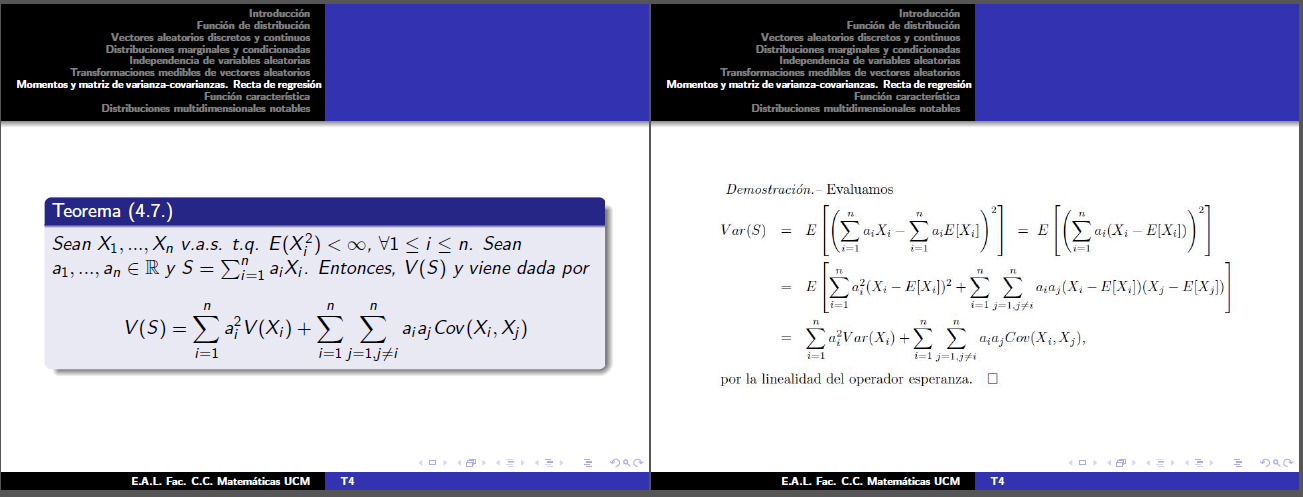 Introducción
Función de distribución
Vectores aleatorios discretos y continuos
Distribuciones marginales y condicionadas
Independencia de variables aleatorias
Transformaciones medibles de vectores aleatorios
Momentos y matriz de varianza-covarianzas. Recta de regresión
Función característica
Distribuciones multidimensionales notables
Teorema (4.7.)
Sean X_1, ..., X_n v.a.s. t.q. E(X_i^2) < ∞, ∀1 ≤ i ≤ n. Sean
a_1, ..., a_n ∈ ℝ y S = ∑_{i=1}^n a_i X_i. Entonces, V(S) y viene dada por
V(S) = ∑_{i=1}^n a_i^2 V(X_i) + ∑_{i=1}^n ∑_{j=1,j≠i}^n a_i a_j Cov(X_i, X_j)
E.A.L. Fac. C.C. Matemáticas UCM T4
Introducción
Función de distribución
Vectores aleatorios discretos y continuos
Distribuciones marginales y condicionadas
Independencia de variables aleatorias
Transformaciones medibles de vectores aleatorios
Momentos y matriz de varianza-covarianzas. Recta de regresión
Función característica
Distribuciones multidimensionales notables
Demostración.– Evaluamos
Var(S) = E[(∑_{i=1}^n a_i X_i − ∑_{i=1}^n a_i E[X_i])^2] = E[(∑_{i=1}^n a_i(X_i − E[X_i]))^2]
= E[∑_{i=1}^n a_i^2(X_i − E[X_i])^2 + ∑_{i=1}^n ∑_{j=1,j≠i}^n a_i a_j(X_i − E[X_i])(X_j − E[X_j])]
= ∑_{i=1}^n a_i^2 Var(X_i) + ∑_{i=1}^n ∑_{j=1,j≠i}^n a_i a_j Cov(X_i, X_j),
por la linealidad del operador esperanza. □
E.A.L. Fac. C.C. Matemáticas UCM T4